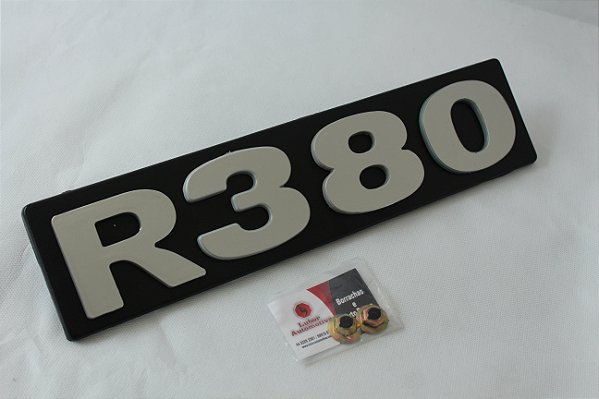 R380
Lubor
Automotive
Borrachas
e